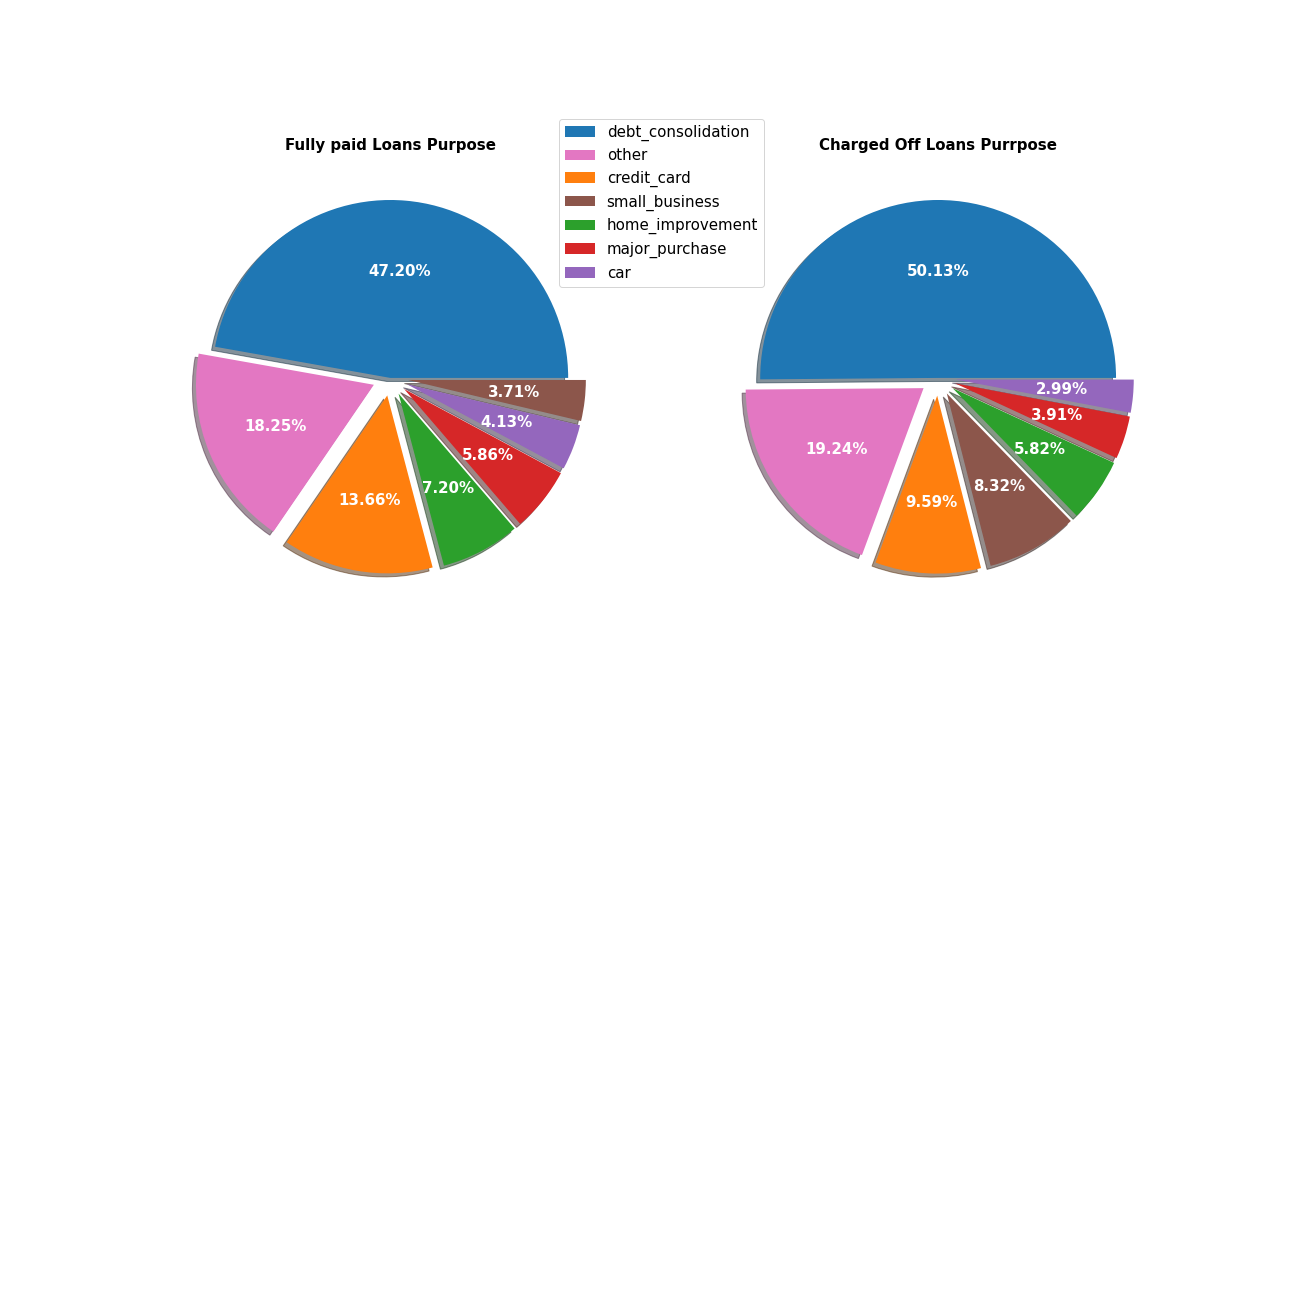 Fully paid Loans Purpose
47.20%
18.25%
13.66%
7.20%
5.86%
4.13%
3.71%
debt_consolidation
other
credit_card
small_business
home_improvement
major_purchase
car
Charged Off Loans Purrpose
50.13%
19.24%
9.59%
8.32%
5.82%
3.91%
2.99%